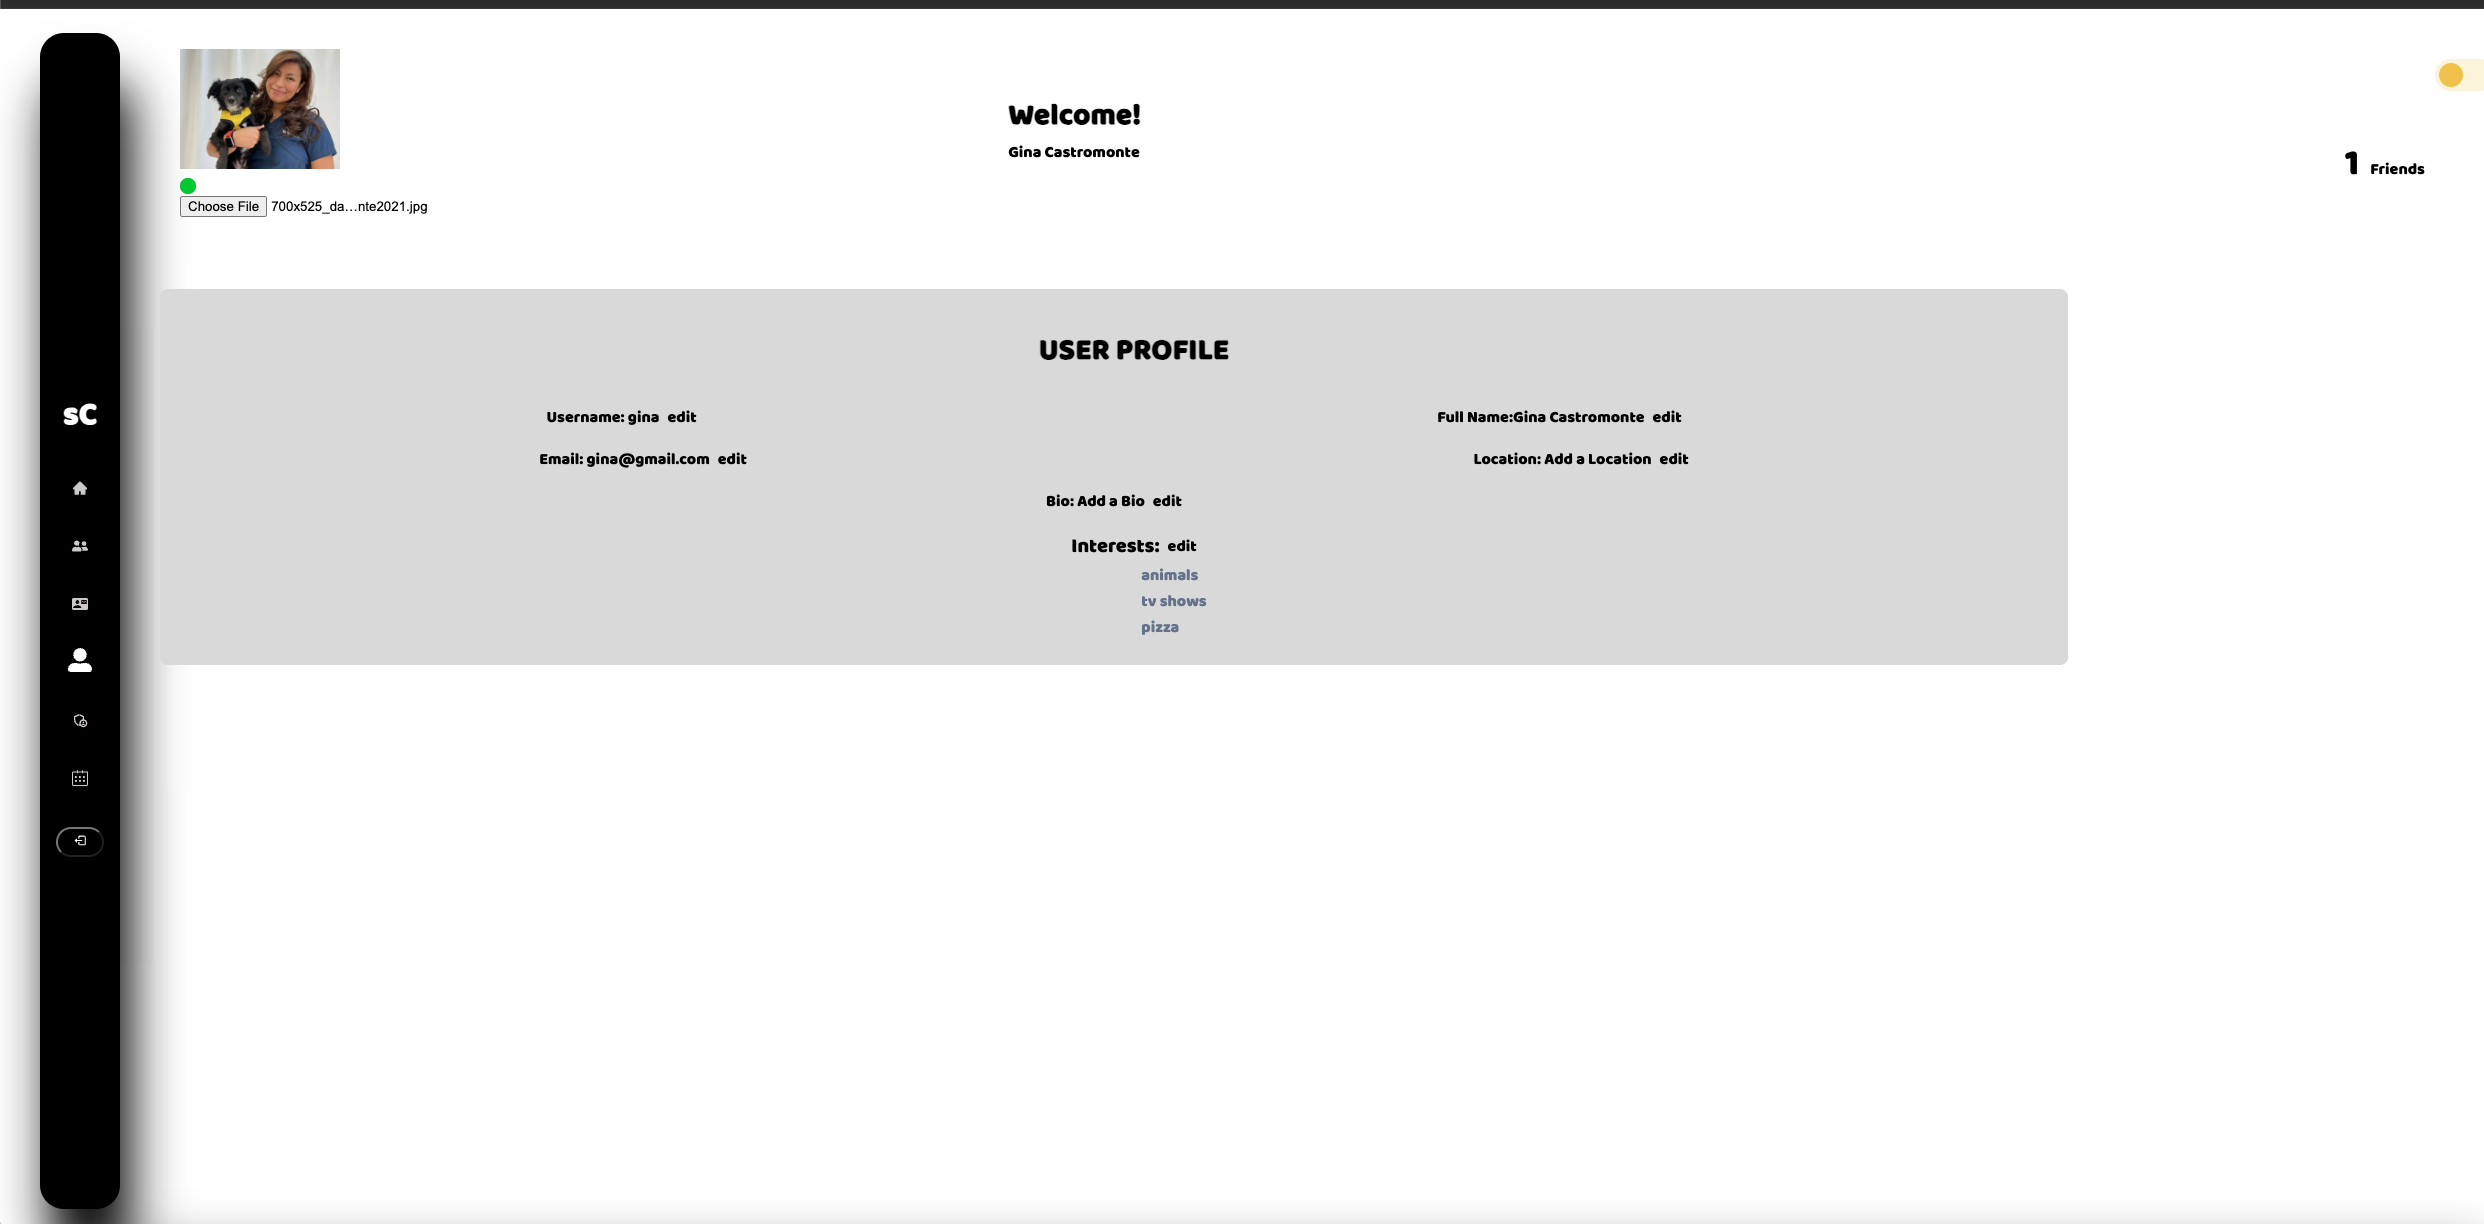 Welcome!
Gina Castromonte
1 Friends
Choose File 700x525_da...nte2021.jpg
USER PROFILE
sC
Username: gina edit
Full Name:Gina Castromonte edit
Email: gina@gmail.com edit
Location: Add a Location edit
Bio: Add a Bio edit
Interests: edit
animals
tv shows
pizza